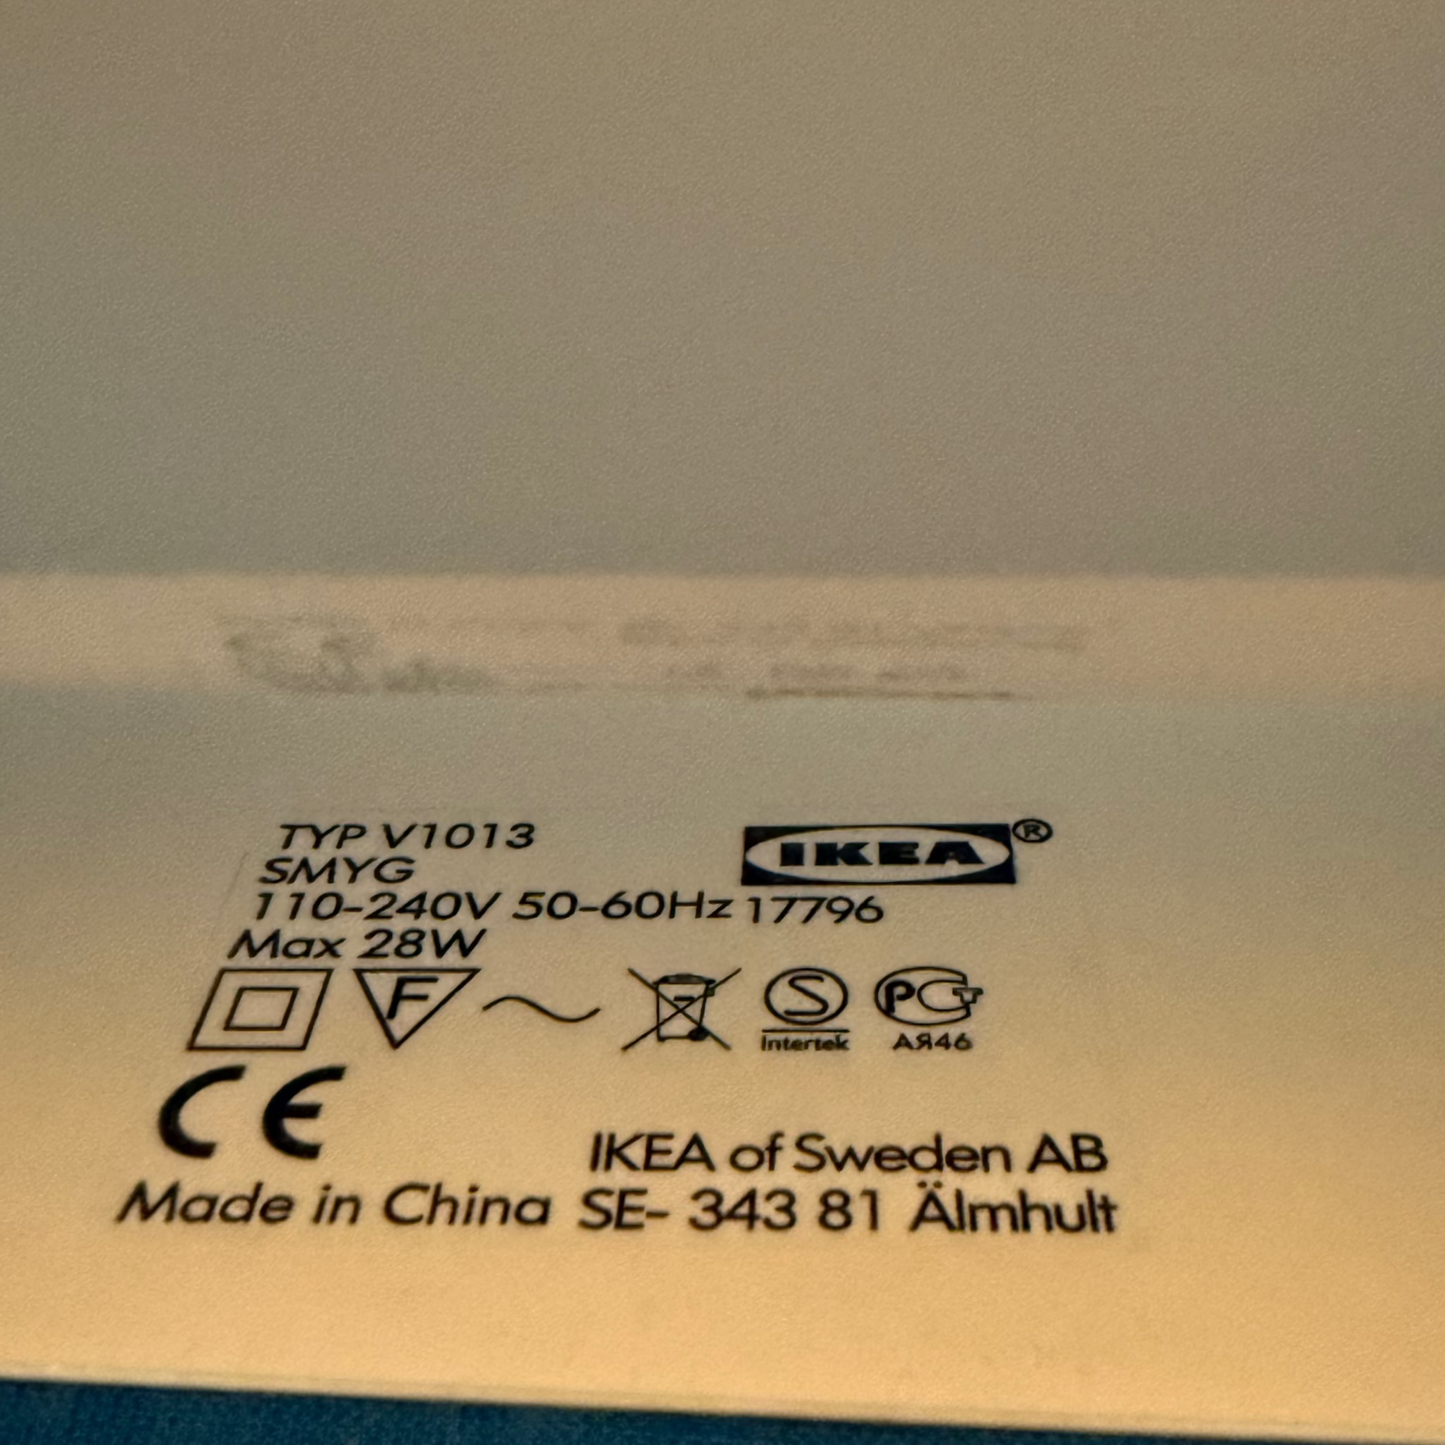 TYP V1013
SMYG
110-240V 50-60Hz
Max 28W
IKEA®
17796
F
S
Intertek
PCT
AЯ46
CE
Made in China
IKEA of Sweden AB
SE- 343 81 Älmhult